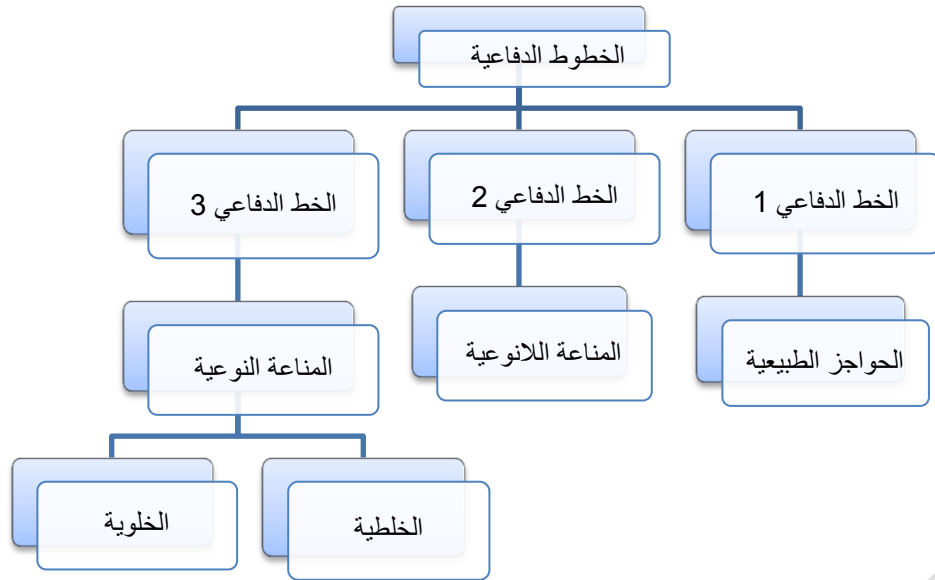 الخطوط الدفاعية
الخط الدفاعي 1
الخط الدفاعي 2
الخط الدفاعي 3
الحواجز الطبيعية
المناعة اللانوعية
المناعة النوعية
الخلطية
الخلوية